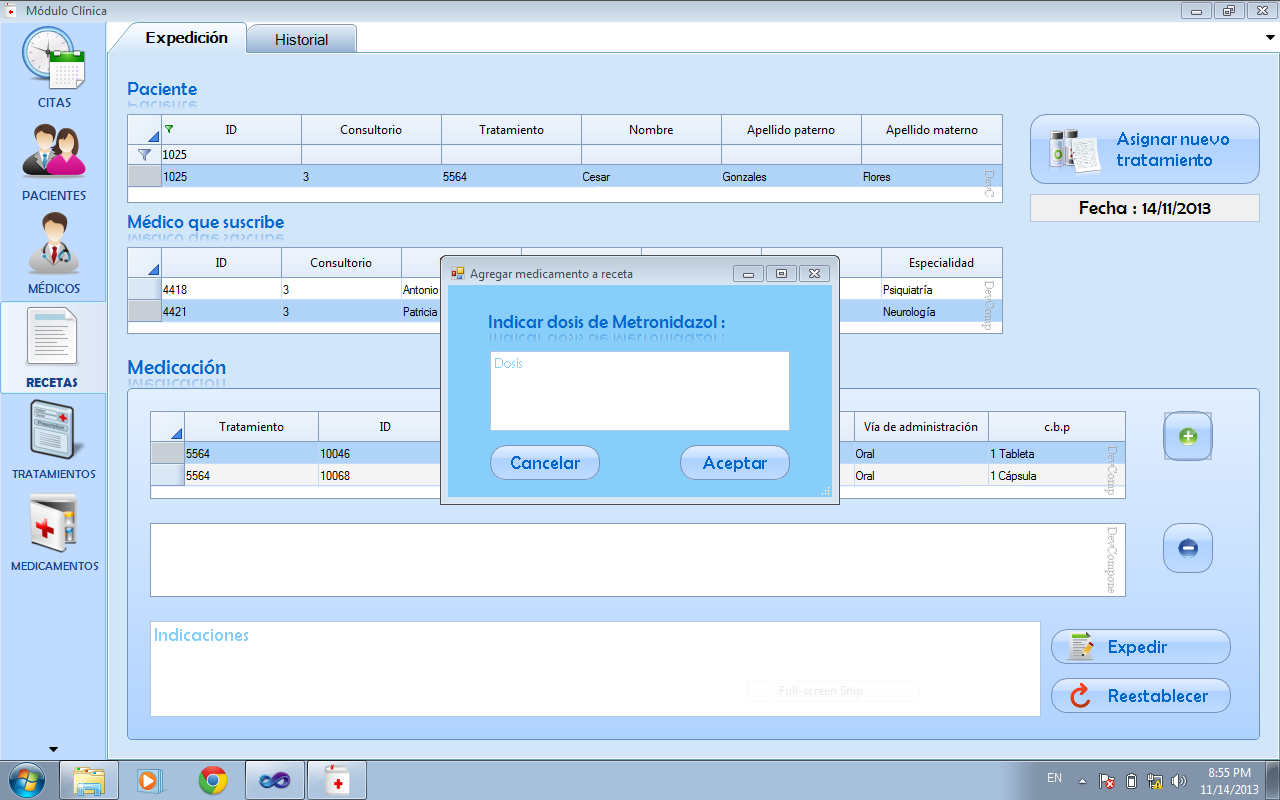 Módulo Clínica
Expedición
Historial
CITAS
PACIENTES
MÉDICOS
RECETAS
TRATAMIENTOS
MEDICAMENTOS
Paciente
ID Consultorio Tratamiento Nombre Apellido paterno Apellido materno
1025
1025 3 5564 Cesar Gonzales Flores
DevC
Asignar nuevo
tratamiento
Fecha : 14/11/2013
Médico que suscribe
ID Consultorio Especialidad
4418 3 Antonio Psiquiatría
4421 3 Patricia Neurología
DevComp
Agregar medicamento a receta
Indicar dosis de Metronidazol :
Dosis
Cancelar
Aceptar
Medicación
Tratamiento ID Vía de administración c.b.p
5564 10046 Oral 1 Tableta
5564 10068 Oral 1 Cápsula
DevComp
DevCompone
Indicaciones
Full-screen Snip
Expedir
Reestablecer
EN
8:55 PM
11/14/2013